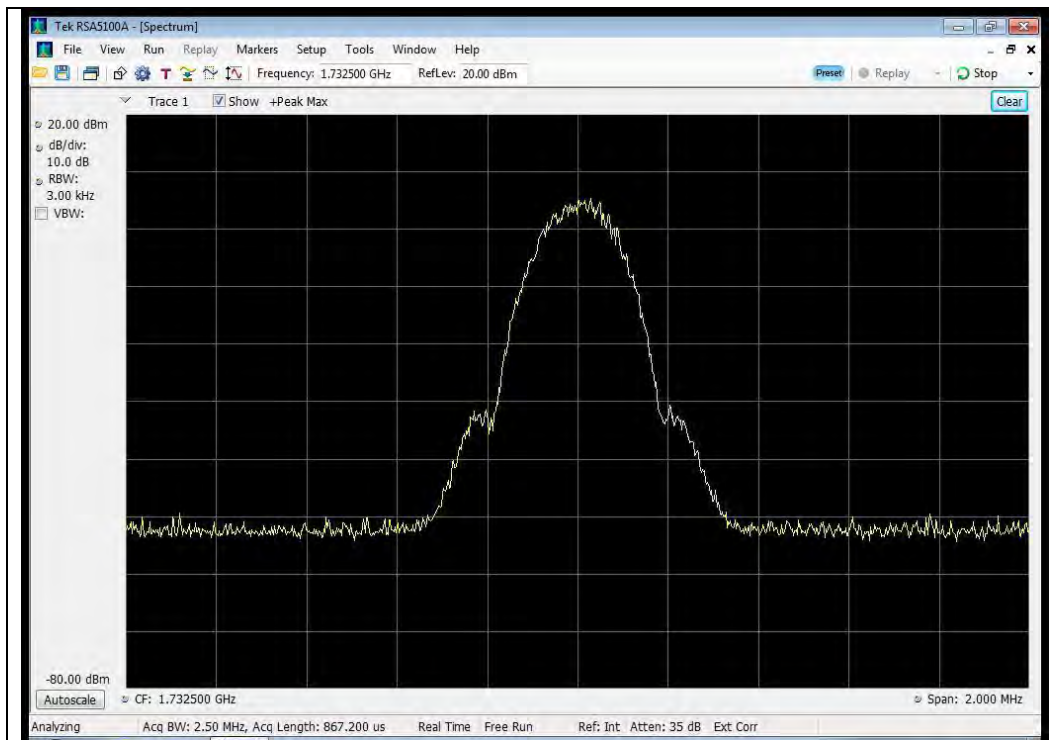 Tek RSA5100A - [Spectrum]
File View Run Replay Markers Setup Tools Window Help
T Frequency: 1.732500 GHz RefLev: 20.00 dBm Preset Replay Stop
Trace 1 Show +Peak Max Clear
20.00 dBm
dB/div:
10.0 dB
RBW:
3.00 kHz
VBW:
-80.00 dBm
Autoscale CF: 1.732500 GHz Span: 2.000 MHz
Analyzing Acq BW: 2.50 MHz, Acq Length: 867.200 us Real Time Free Run Ref: Int Atten: 35 dB Ext Corr